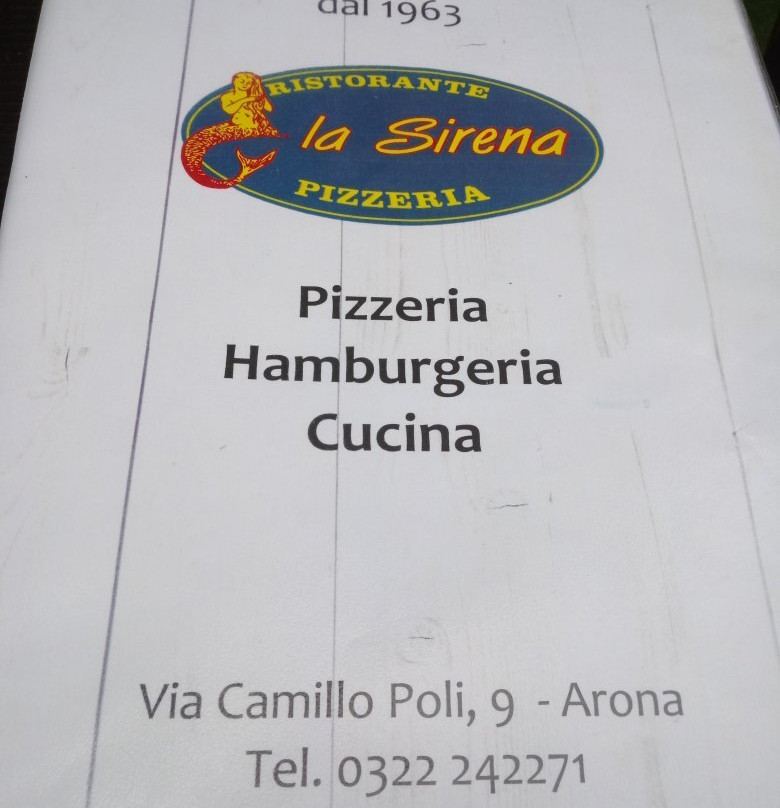 dal 1963
RISTORANTE
la Sirena
PIZZERIA
Pizzeria
Hamburgeria
Cucina
Via Camillo Poli, 9 - Arona
Tel. 0322 242271